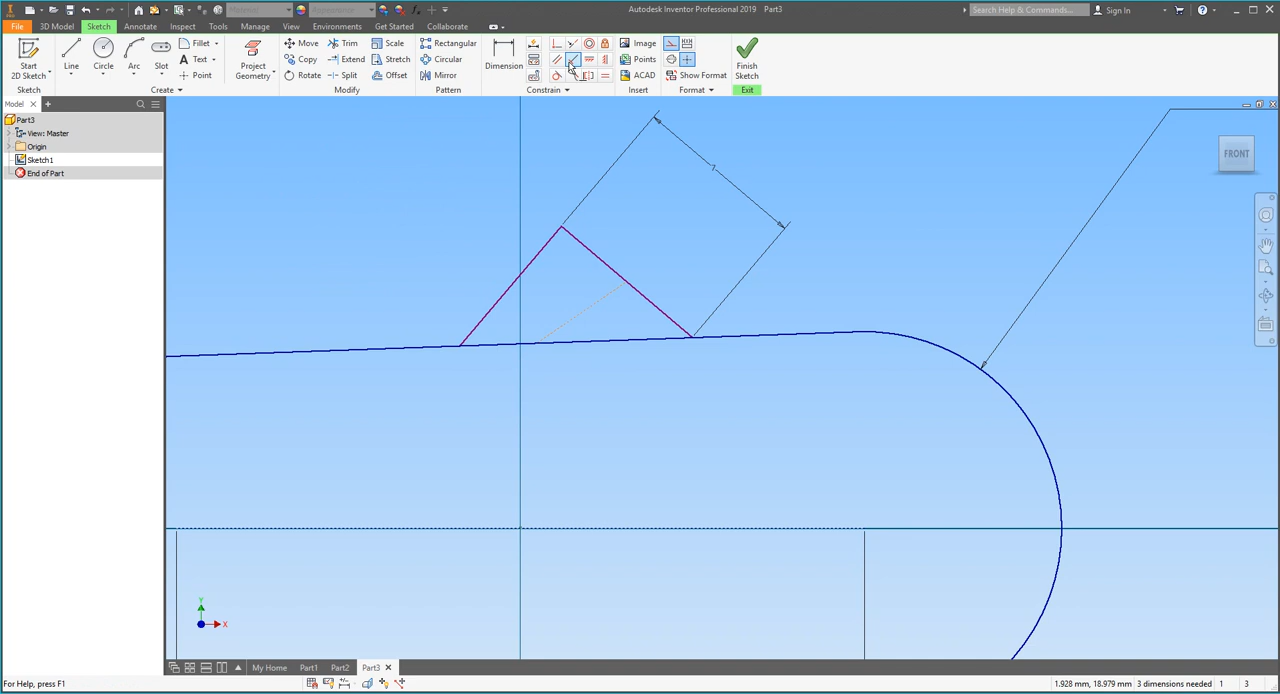 Autodesk Inventor Professional 2019   Part3
Search Help & Commands...
Sign In
File
3D Model
Sketch
Annotate
Inspect
Tools
Manage
View
Environments
Get Started
Collaborate
Start
2D Sketch
Sketch
Line
Circle
Arc
Slot
Fillet
Text
Point
Create
Project
Geometry
Move
Copy
Rotate
Trim
Extend
Split
Scale
Stretch
Offset
Modify
Rectangular
Circular
Mirror
Pattern
Dimension
Constrain
Image
Points
ACAD
Insert
Show Format
Format
Finish
Sketch
Exit
Model
Part3
View: Master
Origin
Sketch1
End of Part
FRONT
Y
X
My Home
Part1
Part2
Part3
For Help, press F1
1.928 mm, 18.979 mm
3 dimensions needed
1
3